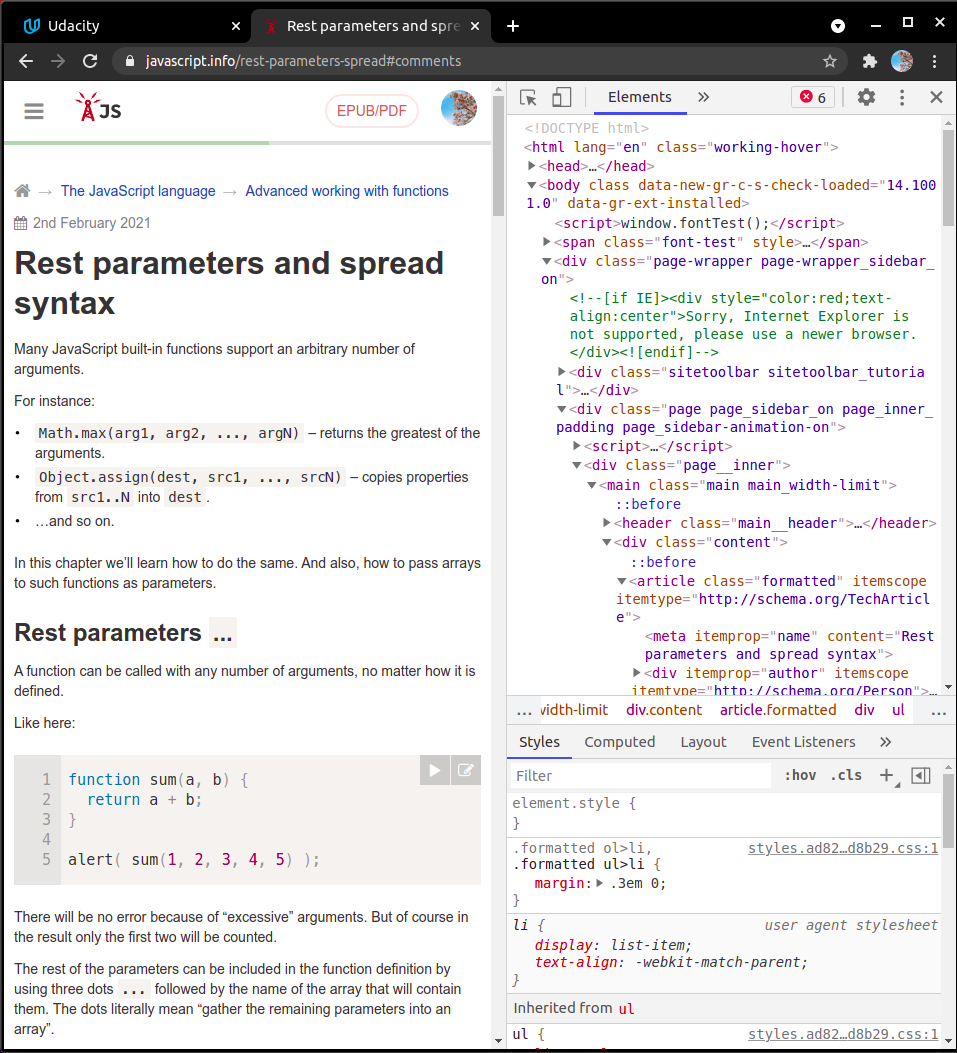 Udacity
Rest parameters and spre
javascript.info/rest-parameters-spread#comments
JS
EPUB/PDF
The JavaScript language → Advanced working with functions
2nd February 2021
Rest parameters and spread
syntax
Many JavaScript built-in functions support an arbitrary number of
arguments.
For instance:
• Math.max(arg1, arg2, ..., argN) – returns the greatest of the
arguments.
• Object.assign(dest, src1, ..., srcN) – copies properties
from src1..N into dest.
• …and so on.
In this chapter we’ll learn how to do the same. And also, how to pass arrays
to such functions as parameters.
Rest parameters ...
A function can be called with any number of arguments, no matter how it is
defined.
Like here:
1 function sum(a, b) {
2   return a + b;
3 }
4
5 alert( sum(1, 2, 3, 4, 5) );
There will be no error because of “excessive” arguments. But of course in
the result only the first two will be counted.
The rest of the parameters can be included in the function definition by
using three dots ... followed by the name of the array that will contain
them. The dots literally mean “gather the remaining parameters into an
array”.
Elements
6
<!DOCTYPE html>
<html lang="en" class="working-hover">
<head>…</head>
<body class data-new-gr-c-s-check-loaded="14.100
1.0" data-gr-ext-installed>
<script>window.fontTest();</script>
<span class="font-test" style>…</span>
<div class="page-wrapper page-wrapper_sidebar_
on">
<!--[if IE]><div style="color:red;text-
align:center">Sorry, Internet Explorer is
not supported, please use a newer browser.
</div><![endif]-->
<div class="sitetoolbar sitetoolbar_tutoria
l">…</div>
<div class="page page_sidebar_on page_inner_
padding page_sidebar-animation-on">
<script>…</script>
<div class="page__inner">
<main class="main main_width-limit">
::before
<header class="main__header">…</header>
<div class="content">
::before
<article class="formatted" itemscope
itemtype="http://schema.org/TechArticl
e">
<meta itemprop="name" content="Rest
parameters and spread syntax">
<div itemprop="author" itemscope
itemtype="http://schema.org/Person">…
... width-limit div.content article.formatted div ul ...
Styles Computed Layout Event Listeners
Filter :hov .cls +
element.style {
}
.formatted ol>li, styles.ad82…d8b29.css:1
.formatted ul>li {
margin: .3em 0;
}
li { user agent stylesheet
display: list-item;
text-align: -webkit-match-parent;
}
Inherited from ul
ul { styles.ad82…d8b29.css:1